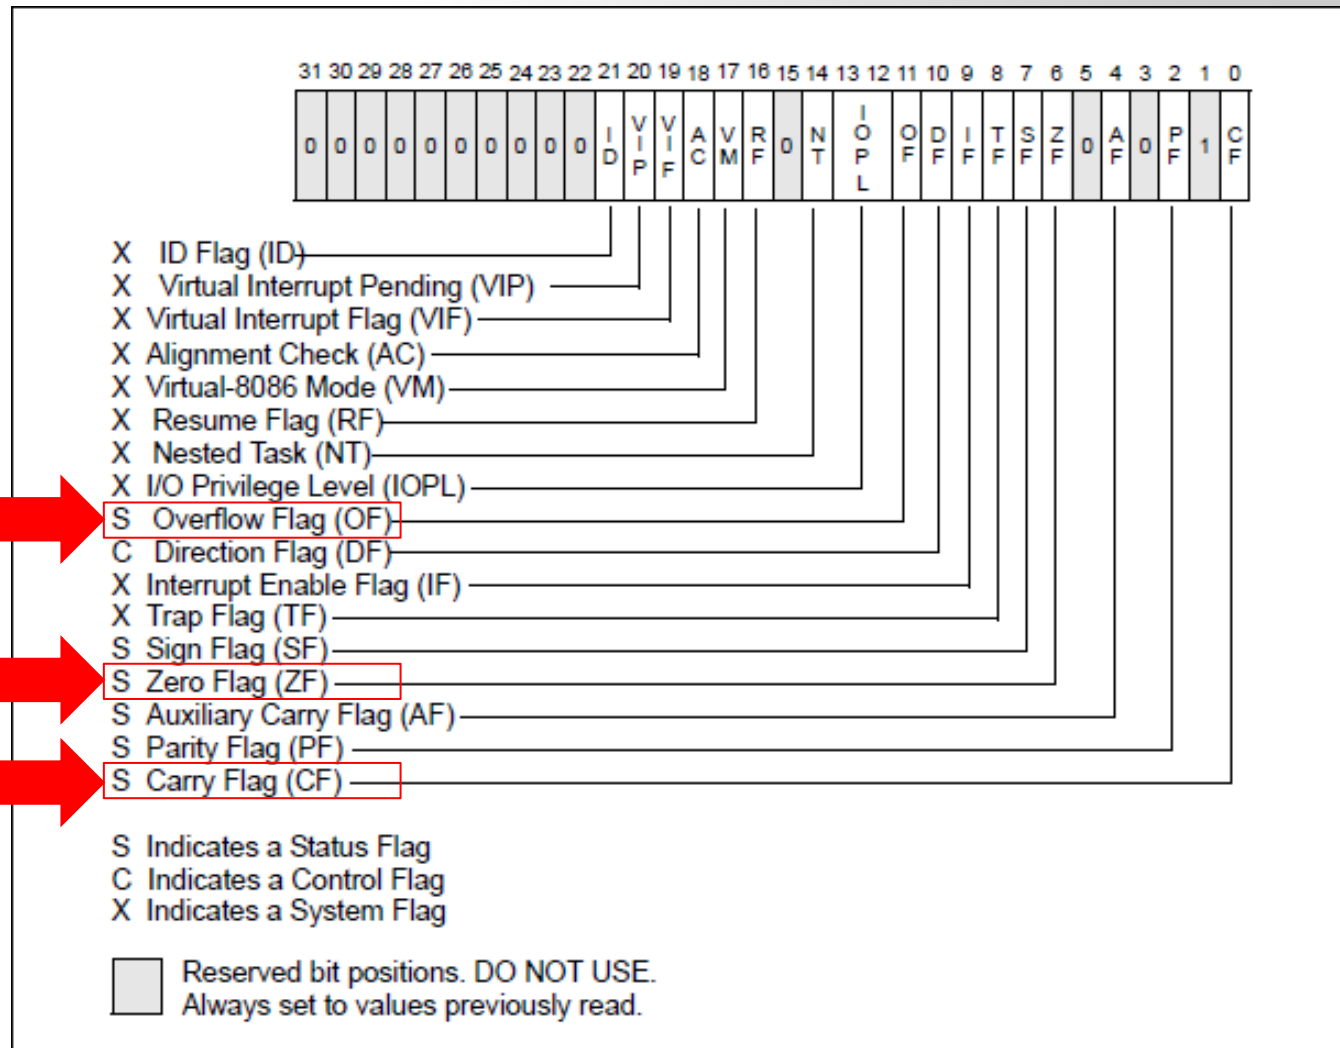 31 30 29 28 27 26 25 24 23 22 21 20 19 18 17 16 15 14 13 12 11 10 9 8 7 6 5 4 3 2 1 0
0 0 0 0 0 0 0 0 0 0 ID VIP VIF AC VM RF 0 NT IOPL OF DF IF TF SF ZF 0 AF 0 PF 1 CF
X ID Flag (ID)
X Virtual Interrupt Pending (VIP)
X Virtual Interrupt Flag (VIF)
X Alignment Check (AC)
X Virtual-8086 Mode (VM)
X Resume Flag (RF)
X Nested Task (NT)
X I/O Privilege Level (IOPL)
S Overflow Flag (OF)
C Direction Flag (DF)
X Interrupt Enable Flag (IF)
X Trap Flag (TF)
S Sign Flag (SF)
S Zero Flag (ZF)
S Auxiliary Carry Flag (AF)
S Parity Flag (PF)
S Carry Flag (CF)
S Indicates a Status Flag
C Indicates a Control Flag
X Indicates a System Flag
Reserved bit positions. DO NOT USE.
Always set to values previously read.